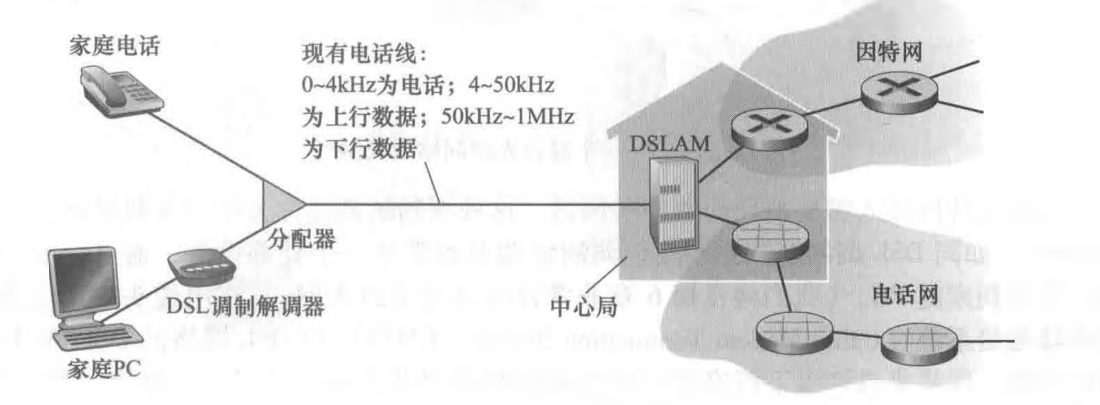 家庭电话
现有电话线：
0~4kHz为电话；4~50kHz
为上行数据；50kHz~1MHz
为下行数据
因特网
DSLAM
分配器
DSL调制解调器
家庭PC
中心局
电话网